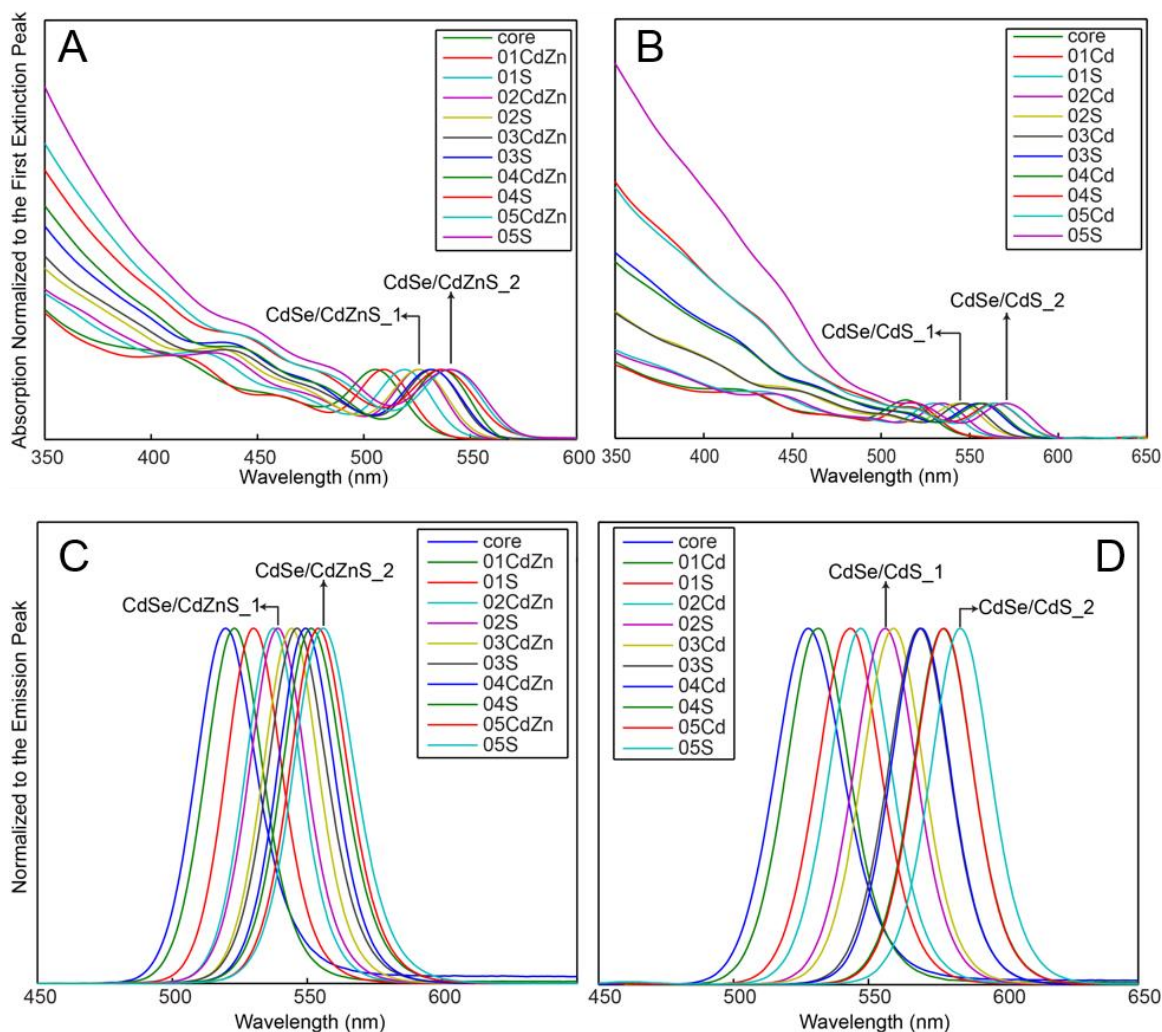 A
Absorption Normalized to the First Extinction Peak
core
01CdZn
01S
02CdZn
02S
03CdZn
03S
04CdZn
04S
05CdZn
05S
CdSe/CdZnS_2
CdSe/CdZnS_1
350 400 450 500 550 600
Wavelength (nm)
B
core
01Cd
01S
02Cd
02S
03Cd
03S
04Cd
04S
05Cd
05S
CdSe/CdS_2
CdSe/CdS_1
350 400 450 500 550 600 650
Wavelength (nm)
C
Normalized to the Emission Peak
core
01CdZn
01S
02CdZn
02S
03CdZn
03S
04CdZn
04S
05CdZn
05S
CdSe/CdZnS_2
CdSe/CdZnS_1
450 500 550 600
Wavelength (nm)
D
core
01Cd
01S
02Cd
02S
03Cd
03S
04Cd
04S
05Cd
05S
CdSe/CdS_1
CdSe/CdS_2
450 500 550 600 650
Wavelength (nm)